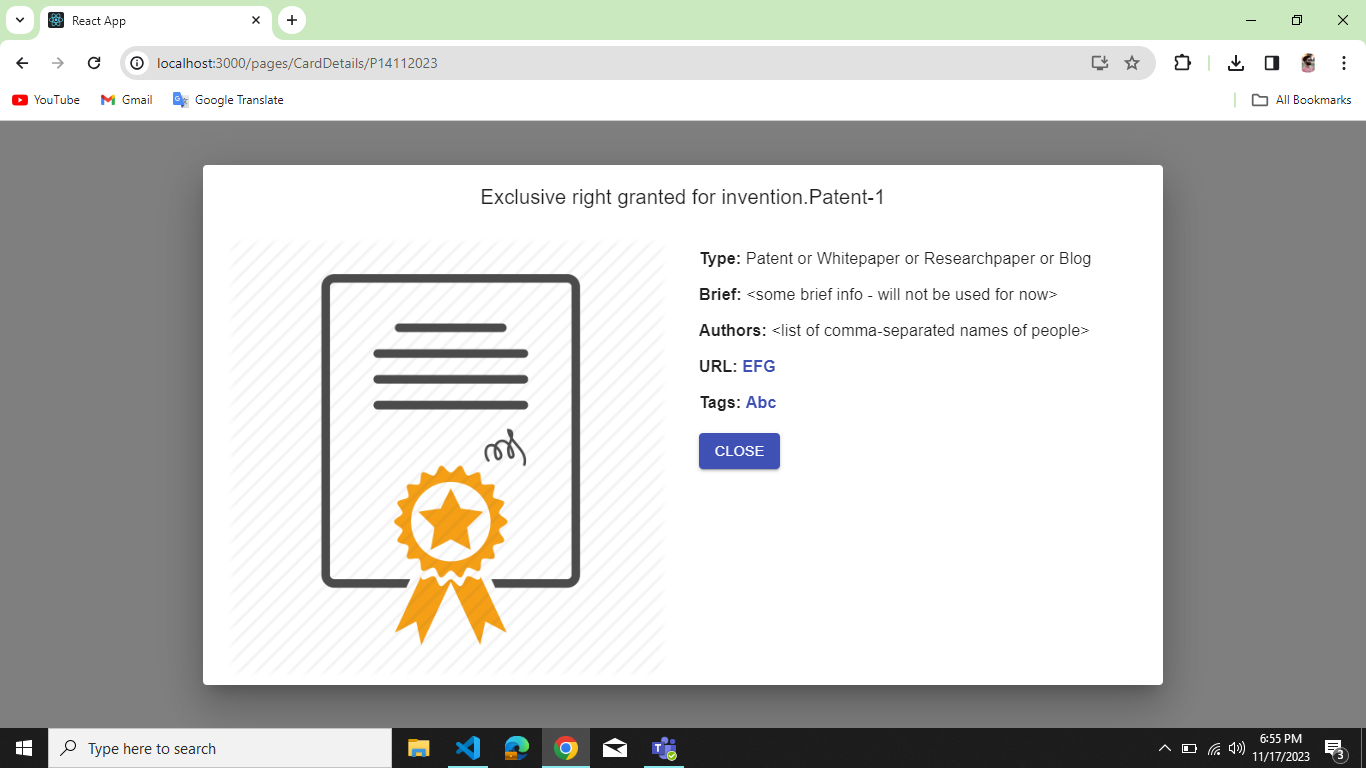 React App
localhost:3000/pages/CardDetails/P14112023
YouTube
Gmail
Google Translate
All Bookmarks
Exclusive right granted for invention.Patent-1
Type: Patent or Whitepaper or Researchpaper or Blog
Brief: <some brief info - will not be used for now>
Authors: <list of comma-separated names of people>
URL: EFG
Tags: Abc
CLOSE
Type here to search
6:55 PM
11/17/2023
3